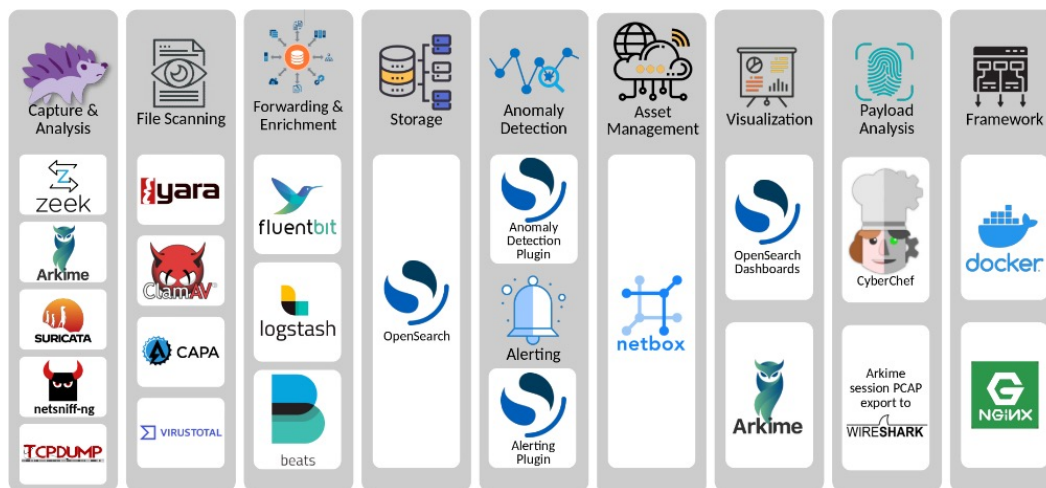 Capture &
Analysis
zeek
Arkime
SURICATA
netsniff-ng
TCPDUMP
File Scanning
yara
ClamAV
CAPA
VIRUSTOTAL
Forwarding &
Enrichment
fluentbit
logstash
beats
Storage
OpenSearch
Anomaly
Detection
Anomaly
Detection
Plugin
Alerting
Alerting
Plugin
Asset
Management
netbox
Visualization
OpenSearch
Dashboards
Arkime
Payload
Analysis
CyberChef
Arkime
session PCAP
export to
WIRESHARK
Framework
docker
NGiNX